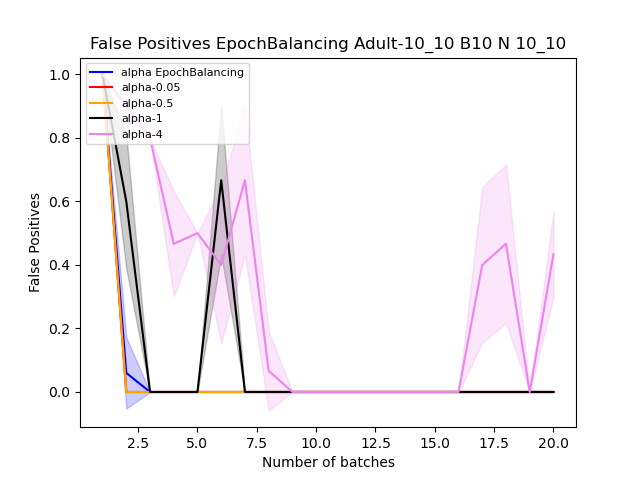 False Positives EpochBalancing Adult-10_10 B10 N 10_10
alpha EpochBalancing
alpha-0.05
alpha-0.5
alpha-1
alpha-4
1.0
0.8
0.6
0.4
0.2
0.0
False Positives
2.5 5.0 7.5 10.0 12.5 15.0 17.5 20.0
Number of batches